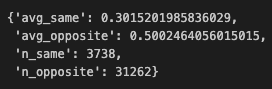 {'avg_same': 0.3015201985836029,
'avg_opposite': 0.5002464056015015,
'n_same': 3738,
'n_opposite': 31262}